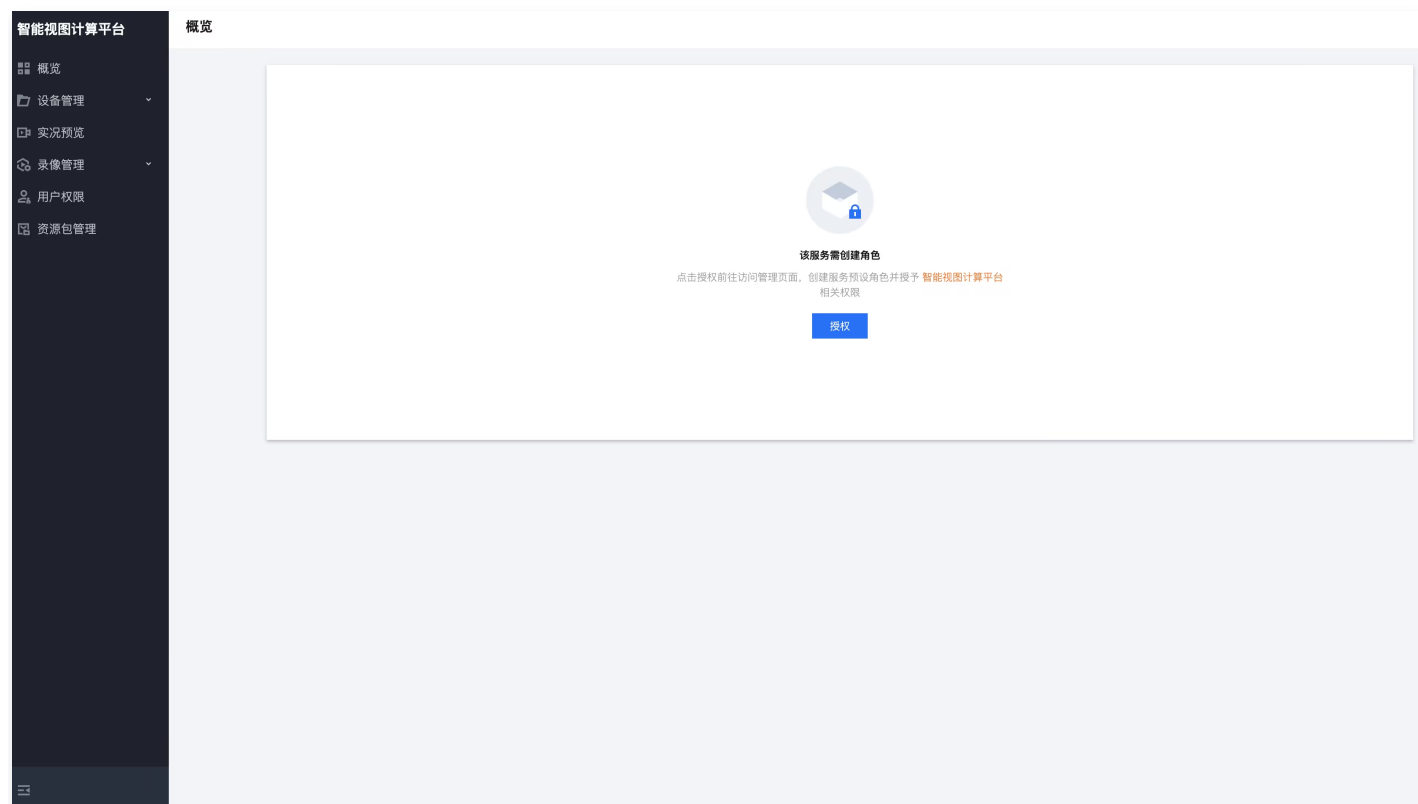 智能视图计算平台
概览
概览
设备管理
实况预览
录像管理
用户权限
资源包管理
该服务需创建角色
点击授权前往访问管理页面，创建服务预设角色并授予 智能视图计算平台
相关权限
授权